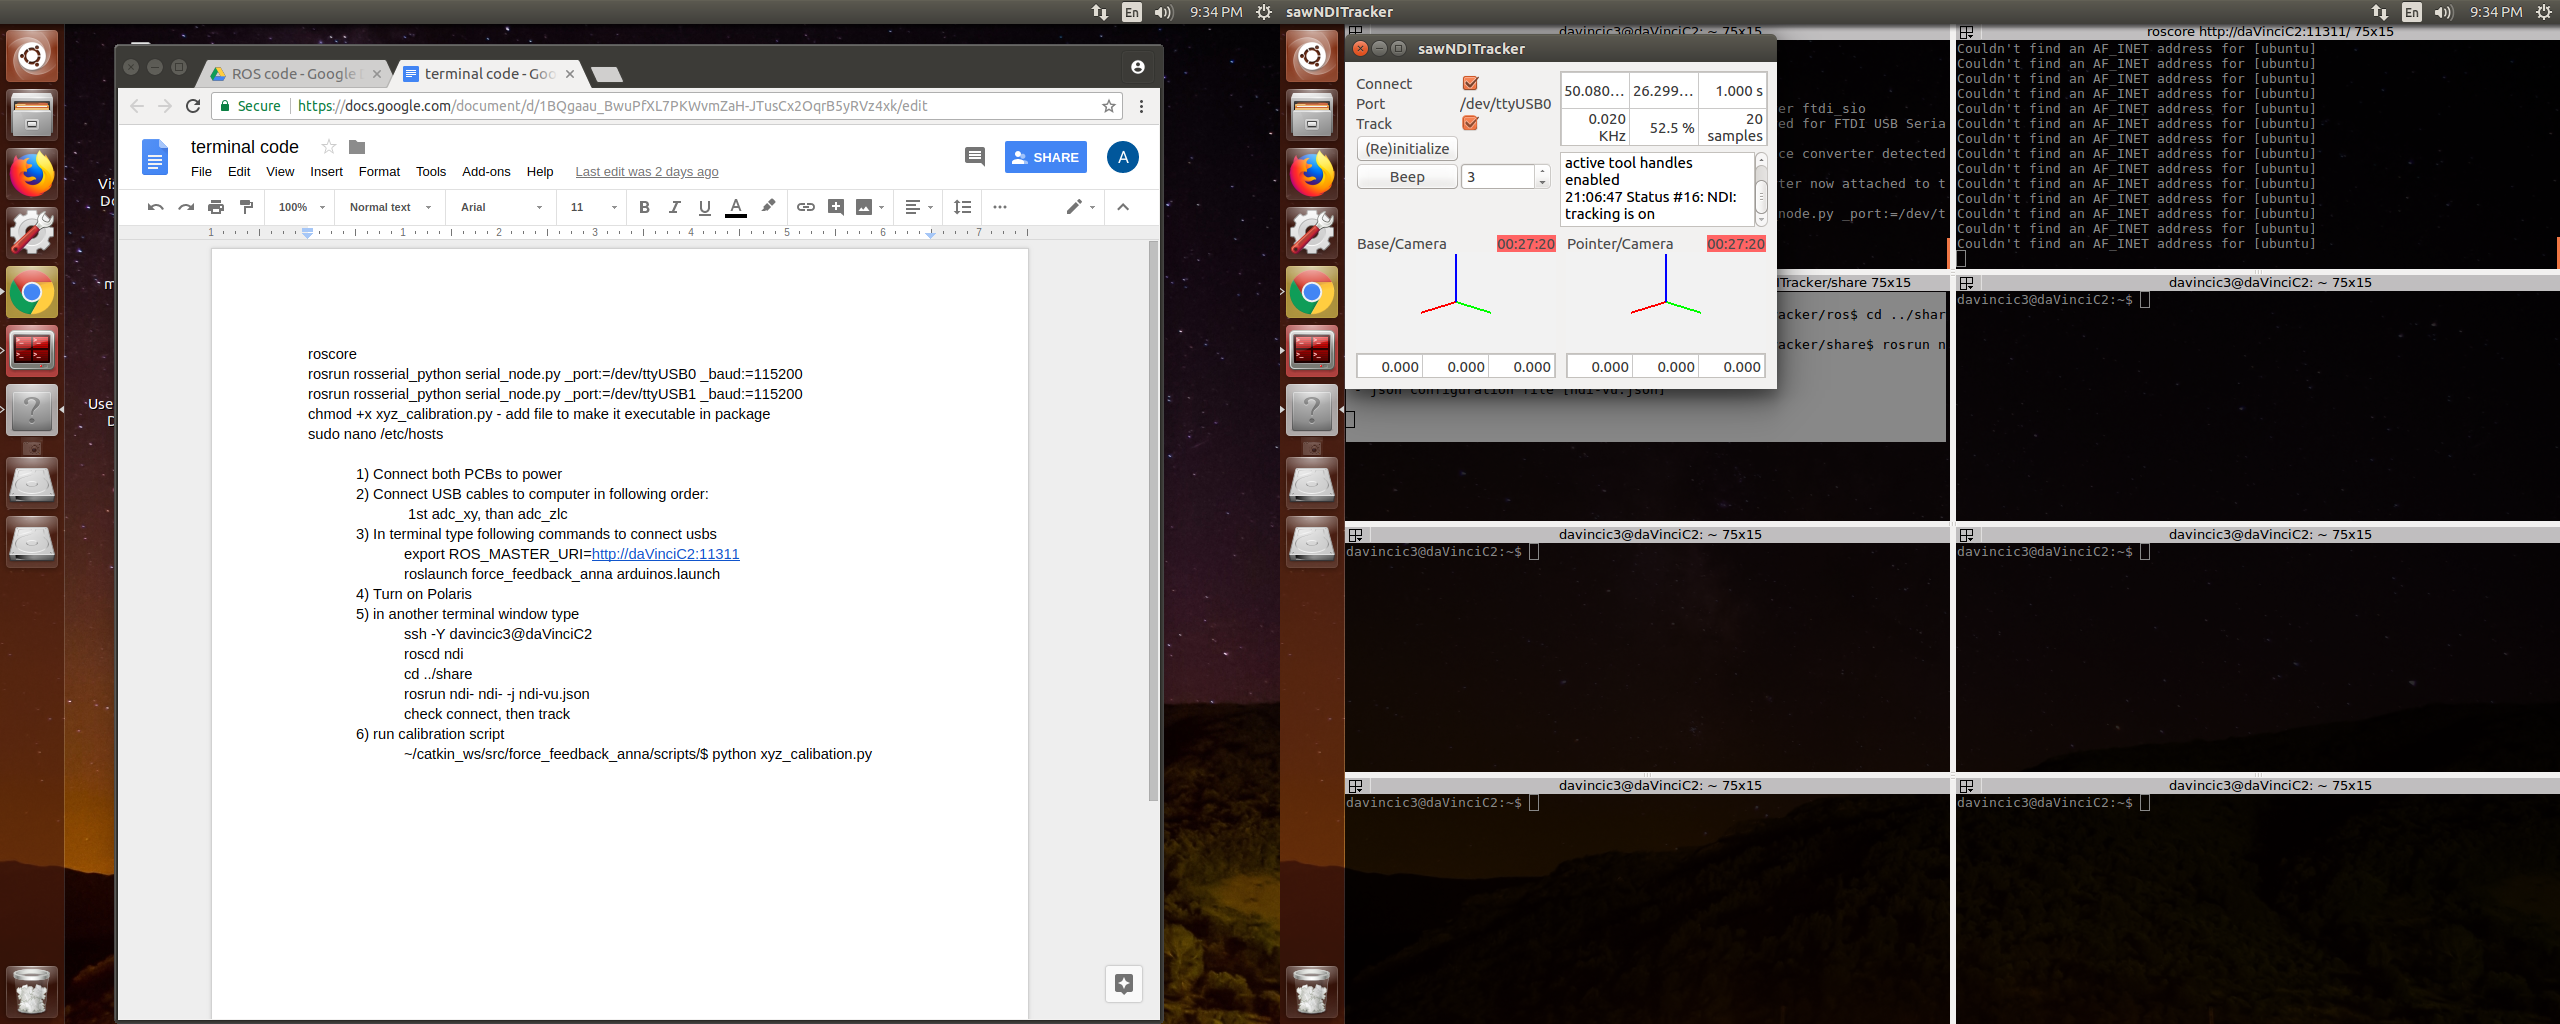 En
9:34 PM
sawNDITracker
En
9:34 PM
ROS code - Google
terminal code - Goo
Secure
https://docs.google.com/document/d/1BQgaau_BwuPfXL7PKWvmZaH-JTusCx2OqrB5yRVz4xk/edit
terminal code
SHARE
A
File Edit View Insert Format Tools Add-ons Help Last edit was 2 days ago
100% Normal text Arial 11 B I U A
1 1 2 3 4 5 6 7
roscore
rosrun rosserial_python serial_node.py _port:=/dev/ttyUSB0 _baud:=115200
rosrun rosserial_python serial_node.py _port:=/dev/ttyUSB1 _baud:=115200
chmod +x xyz_calibration.py - add file to make it executable in package
sudo nano /etc/hosts
1) Connect both PCBs to power
2) Connect USB cables to computer in following order:
1st adc_xy, than adc_zlc
3) In terminal type following commands to connect usbs
export ROS_MASTER_URI=http://daVinciC2:11311
roslaunch force_feedback_anna arduinos.launch
4) Turn on Polaris
5) in another terminal window type
ssh -Y davincic3@daVinciC2
roscd ndi
cd ../share
rosrun ndi- ndi- -j ndi-vu.json
check connect, then track
6) run calibration script
~/catkin_ws/src/force_feedback_anna/scripts/$ python xyz_calibation.py
Vis
Do
m
Use
D
sawNDITracker
Connect
Port /dev/ttyUSB0
Track
(Re)initialize
Beep 3
50.080... 26.299... 1.000 s
0.020 KHz 52.5 % 20 samples
active tool handles
enabled
21:06:47 Status #16: NDI:
tracking is on
Base/Camera 00:27:20
Pointer/Camera 00:27:20
0.000 0.000 0.000
0.000 0.000 0.000
davincic3@daVinciC2: ~ 75x15
er ftdi_sio
ed for FTDI USB Seria
ce converter detected
ter now attached to t
node.py _port:=/dev/t
roscore http://daVinciC2:11311/ 75x15
Couldn't find an AF_INET address for [ubuntu]
Couldn't find an AF_INET address for [ubuntu]
Couldn't find an AF_INET address for [ubuntu]
Couldn't find an AF_INET address for [ubuntu]
Couldn't find an AF_INET address for [ubuntu]
Couldn't find an AF_INET address for [ubuntu]
Couldn't find an AF_INET address for [ubuntu]
Couldn't find an AF_INET address for [ubuntu]
Couldn't find an AF_INET address for [ubuntu]
Couldn't find an AF_INET address for [ubuntu]
Couldn't find an AF_INET address for [ubuntu]
Couldn't find an AF_INET address for [ubuntu]
Couldn't find an AF_INET address for [ubuntu]
Couldn't find an AF_INET address for [ubuntu]
ITracker/share 75x15
acker/ros$ cd ../shar
acker/share$ rosrun n
- json configuration file [ndi-vu.json]
davincic3@daVinciC2: ~ 75x15
davincic3@daVinciC2:~$
davincic3@daVinciC2: ~ 75x15
davincic3@daVinciC2:~$
davincic3@daVinciC2: ~ 75x15
davincic3@daVinciC2:~$
davincic3@daVinciC2: ~ 75x15
davincic3@daVinciC2:~$
davincic3@daVinciC2: ~ 75x15
davincic3@daVinciC2:~$